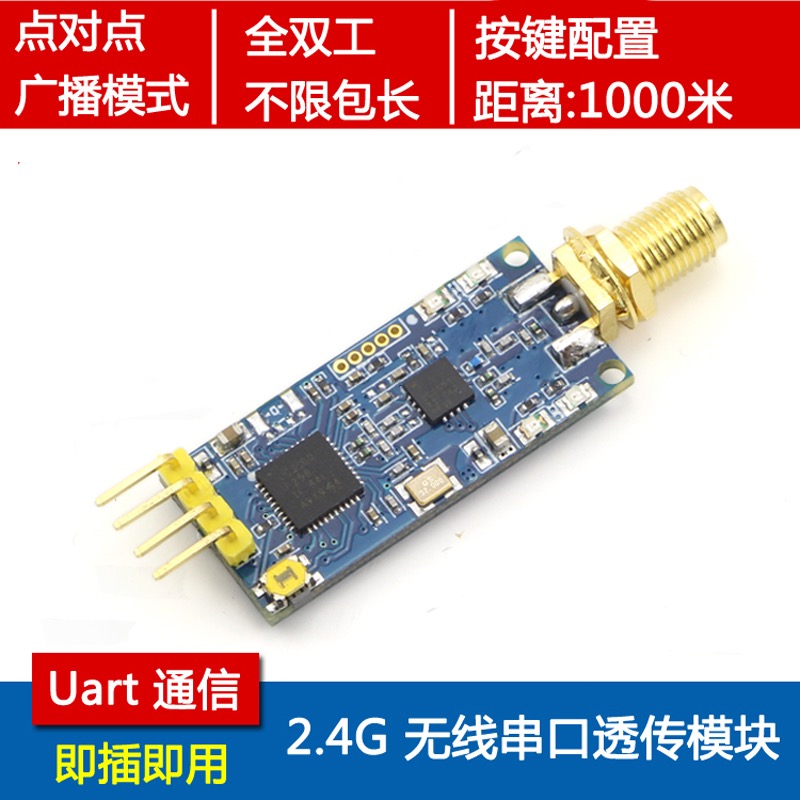 点对点
广播模式
全双工
不限包长
按键配置
距离:1000米
Uart 通信
即插即用
2.4G 无线串口透传模块